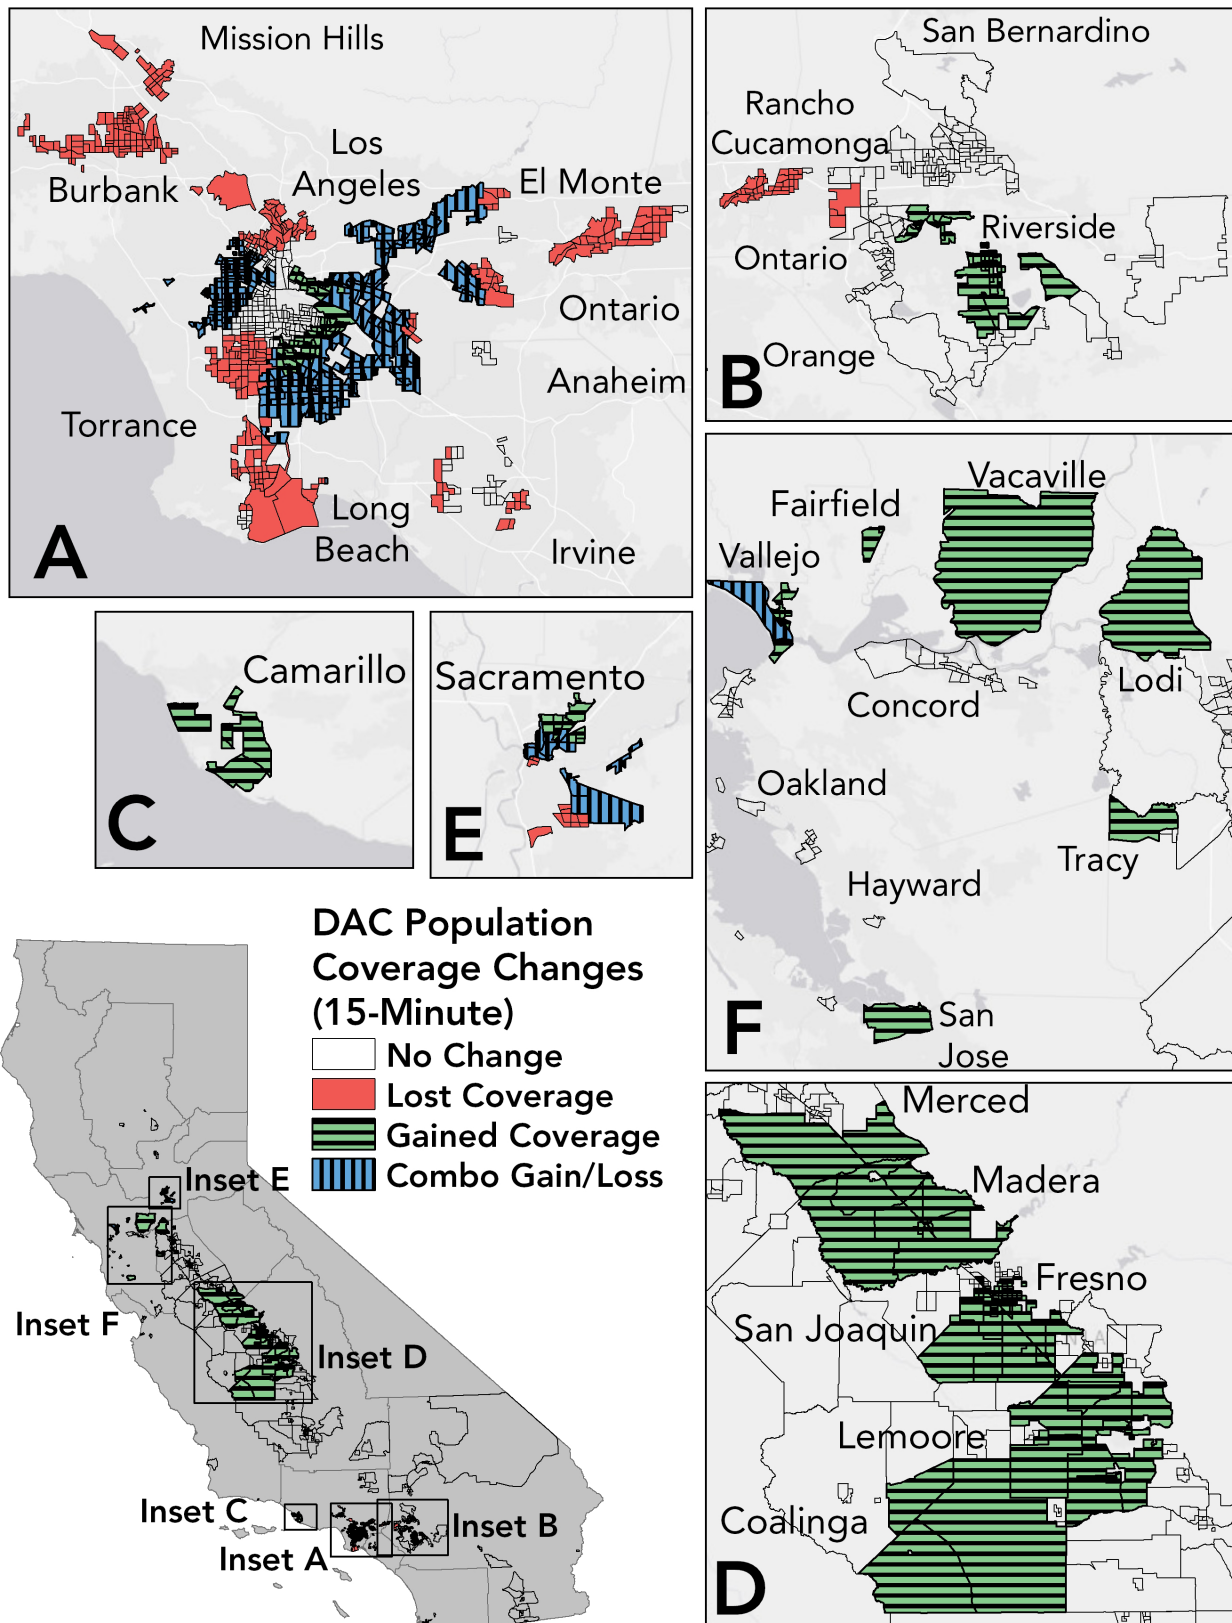 Mission Hills
Los
Angeles
Burbank
El Monte
Ontario
Anaheim
Torrance
Long
Beach
Irvine
A
San Bernardino
Rancho
Cucamonga
Riverside
Ontario
Orange
B
Camarillo
C
Sacramento
E
Vacaville
Fairfield
Vallejo
Lodi
Concord
Oakland
Tracy
Hayward
San
Jose
F
DAC Population
Coverage Changes
(15-Minute)
No Change
Lost Coverage
Gained Coverage
Combo Gain/Loss
Inset E
Inset F
Inset D
Inset C
Inset B
Inset A
Merced
Madera
Fresno
San Joaquin
Lemoore
Coalinga
D